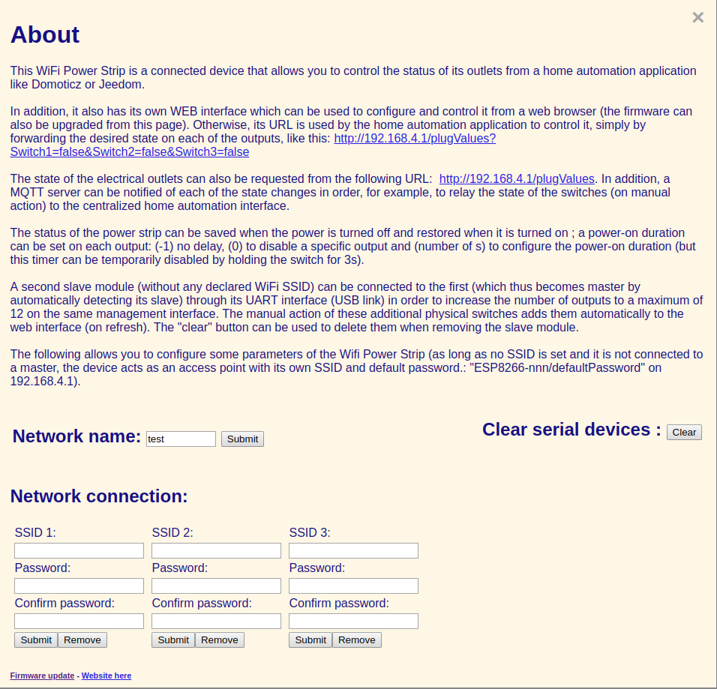 ×
About
This WiFi Power Strip is a connected device that allows you to control the status of its outlets from a home automation application
like Domoticz or Jeedom.
In addition, it also has its own WEB interface which can be used to configure and control it from a web browser (the firmware can
also be upgraded from this page). Otherwise, its URL is used by the home automation application to control it, simply by
forwarding the desired state on each of the outputs, like this: http://192.168.4.1/plugValues?
Switch1=false&Switch2=false&Switch3=false
The state of the electrical outlets can also be requested from the following URL: http://192.168.4.1/plugValues. In addition, a
MQTT server can be notified of each of the state changes in order, for example, to relay the state of the switches (on manual
action) to the centralized home automation interface.
The status of the power strip can be saved when the power is turned off and restored when it is turned on ; a power-on duration
can be set on each output: (-1) no delay, (0) to disable a specific output and (number of s) to configure the power-on duration (but
this timer can be temporarily disabled by holding the switch for 3s).
A second slave module (without any declared WiFi SSID) can be connected to the first (which thus becomes master by
automatically detecting its slave) through its UART interface (USB link) in order to increase the number of outputs to a maximum of
12 on the same management interface. The manual action of these additional physical switches adds them automatically to the
web interface (on refresh). The "clear" button can be used to delete them when removing the slave module.
The following allows you to configure some parameters of the Wifi Power Strip (as long as no SSID is set and it is not connected to
a master, the device acts as an access point with its own SSID and default password.: "ESP8266-nnn/defaultPassword" on
192.168.4.1).
Network name: test Submit Clear serial devices : Clear
Network connection:
SSID 1: SSID 2: SSID 3:
Password: Password: Password:
Confirm password: Confirm password: Confirm password:
Submit Remove Submit Remove Submit Remove
Firmware update - Website here